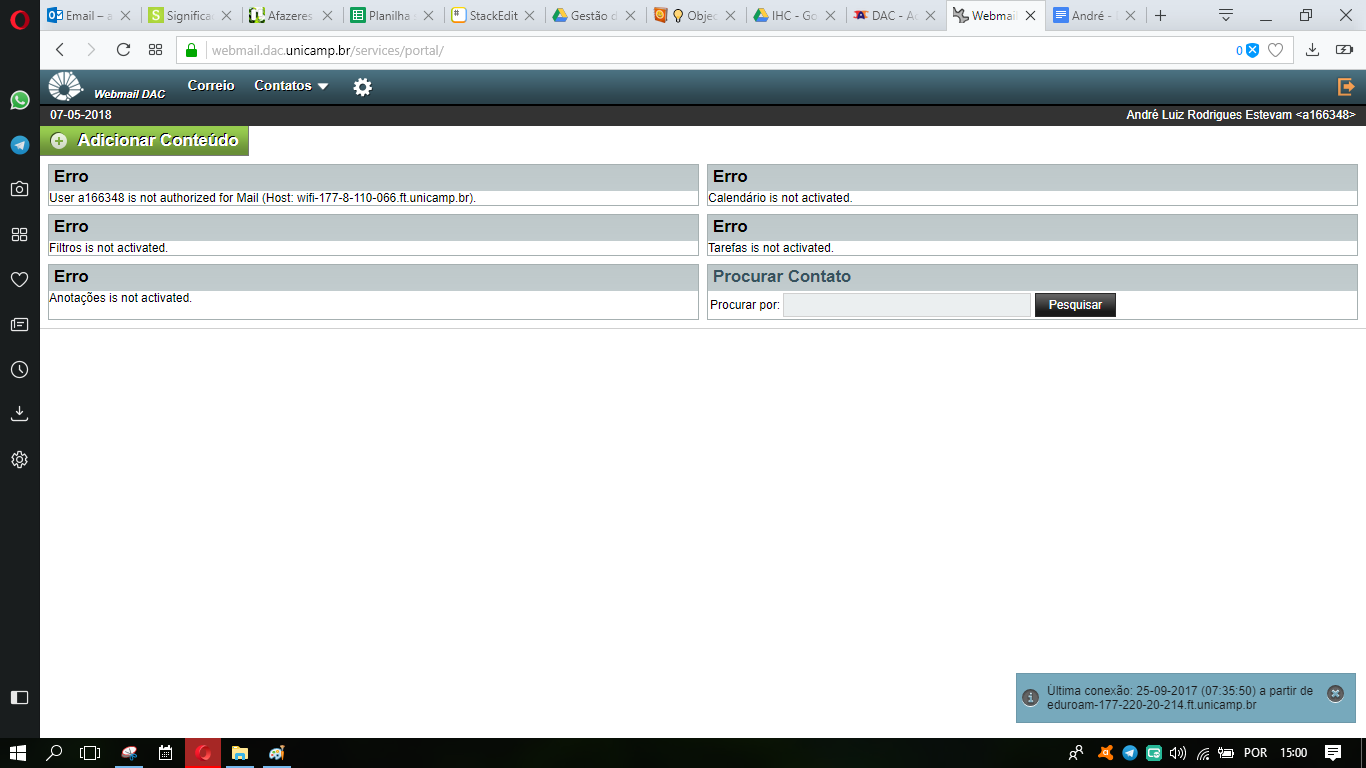 Email – a
Significa
Afazeres
Planilha
StackEdit
Gestão d
Obje
IHC - Go
DAC - A
Webmail
André -
webmail.dac.unicamp.br/services/portal/
0
Webmail DAC
Correio
Contatos
07-05-2018
André Luiz Rodrigues Estevam <a166348>
Adicionar Conteúdo
Erro
User a166348 is not authorized for Mail (Host: wifi-177-8-110-066.ft.unicamp.br).
Erro
Calendário is not activated.
Erro
Filtros is not activated.
Erro
Tarefas is not activated.
Erro
Anotações is not activated.
Procurar Contato
Procurar por:
Pesquisar
Última conexão: 25-09-2017 (07:35:50) a partir de
eduroam-177-220-20-214.ft.unicamp.br
POR
15:00